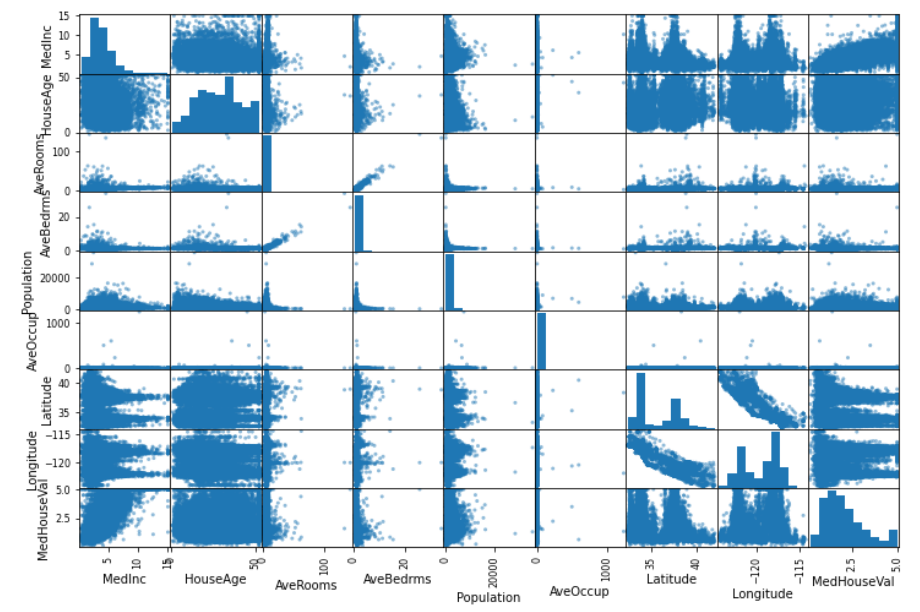 15
10
5
MedInc
50
0
HouseAge
100
0
AveRooms
20
0
AveBedrms
20000
0
Population
1000
0
AveOccup
40
35
Latitude
−115
−120
Longitude
5.0
2.5
MedHouseVal
5 10 15 0 50 0 100 0 20 20000 0 1000 35 40 −120 −115 2.5 5.0
MedInc HouseAge AveRooms AveBedrms Population AveOccup Latitude Longitude MedHouseVal